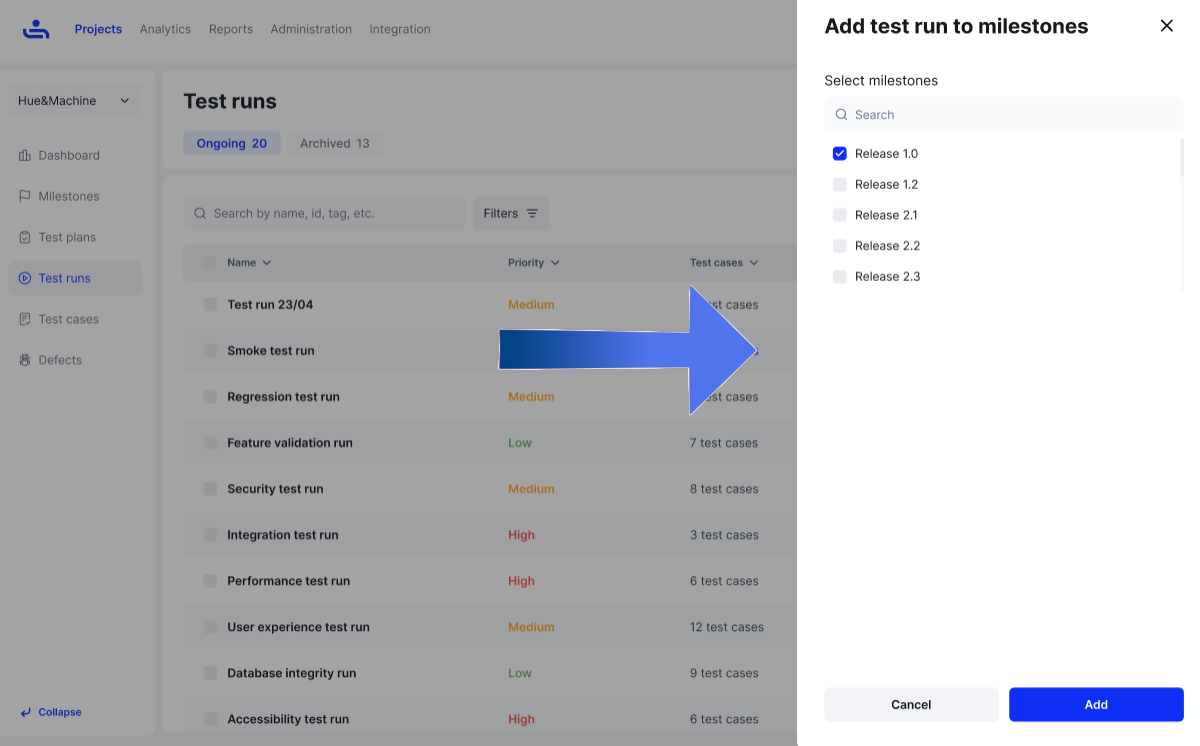 Projects Analytics Reports Administration Integration
Hue&Machine
Dashboard
Milestones
Test plans
Test runs
Test cases
Defects
Collapse
Test runs
Ongoing 20 Archived 13
Search by name, id, tag, etc. Filters
Name Priority Test cases
Test run 23/04 Medium test cases
Smoke test run
Regression test run Medium test cases
Feature validation run Low 7 test cases
Security test run Medium 8 test cases
Integration test run High 3 test cases
Performance test run High 6 test cases
User experience test run Medium 12 test cases
Database integrity run Low 9 test cases
Accessibility test run High 6 test cases
Add test run to milestones
Select milestones
Search
Release 1.0
Release 1.2
Release 2.1
Release 2.2
Release 2.3
Cancel Add